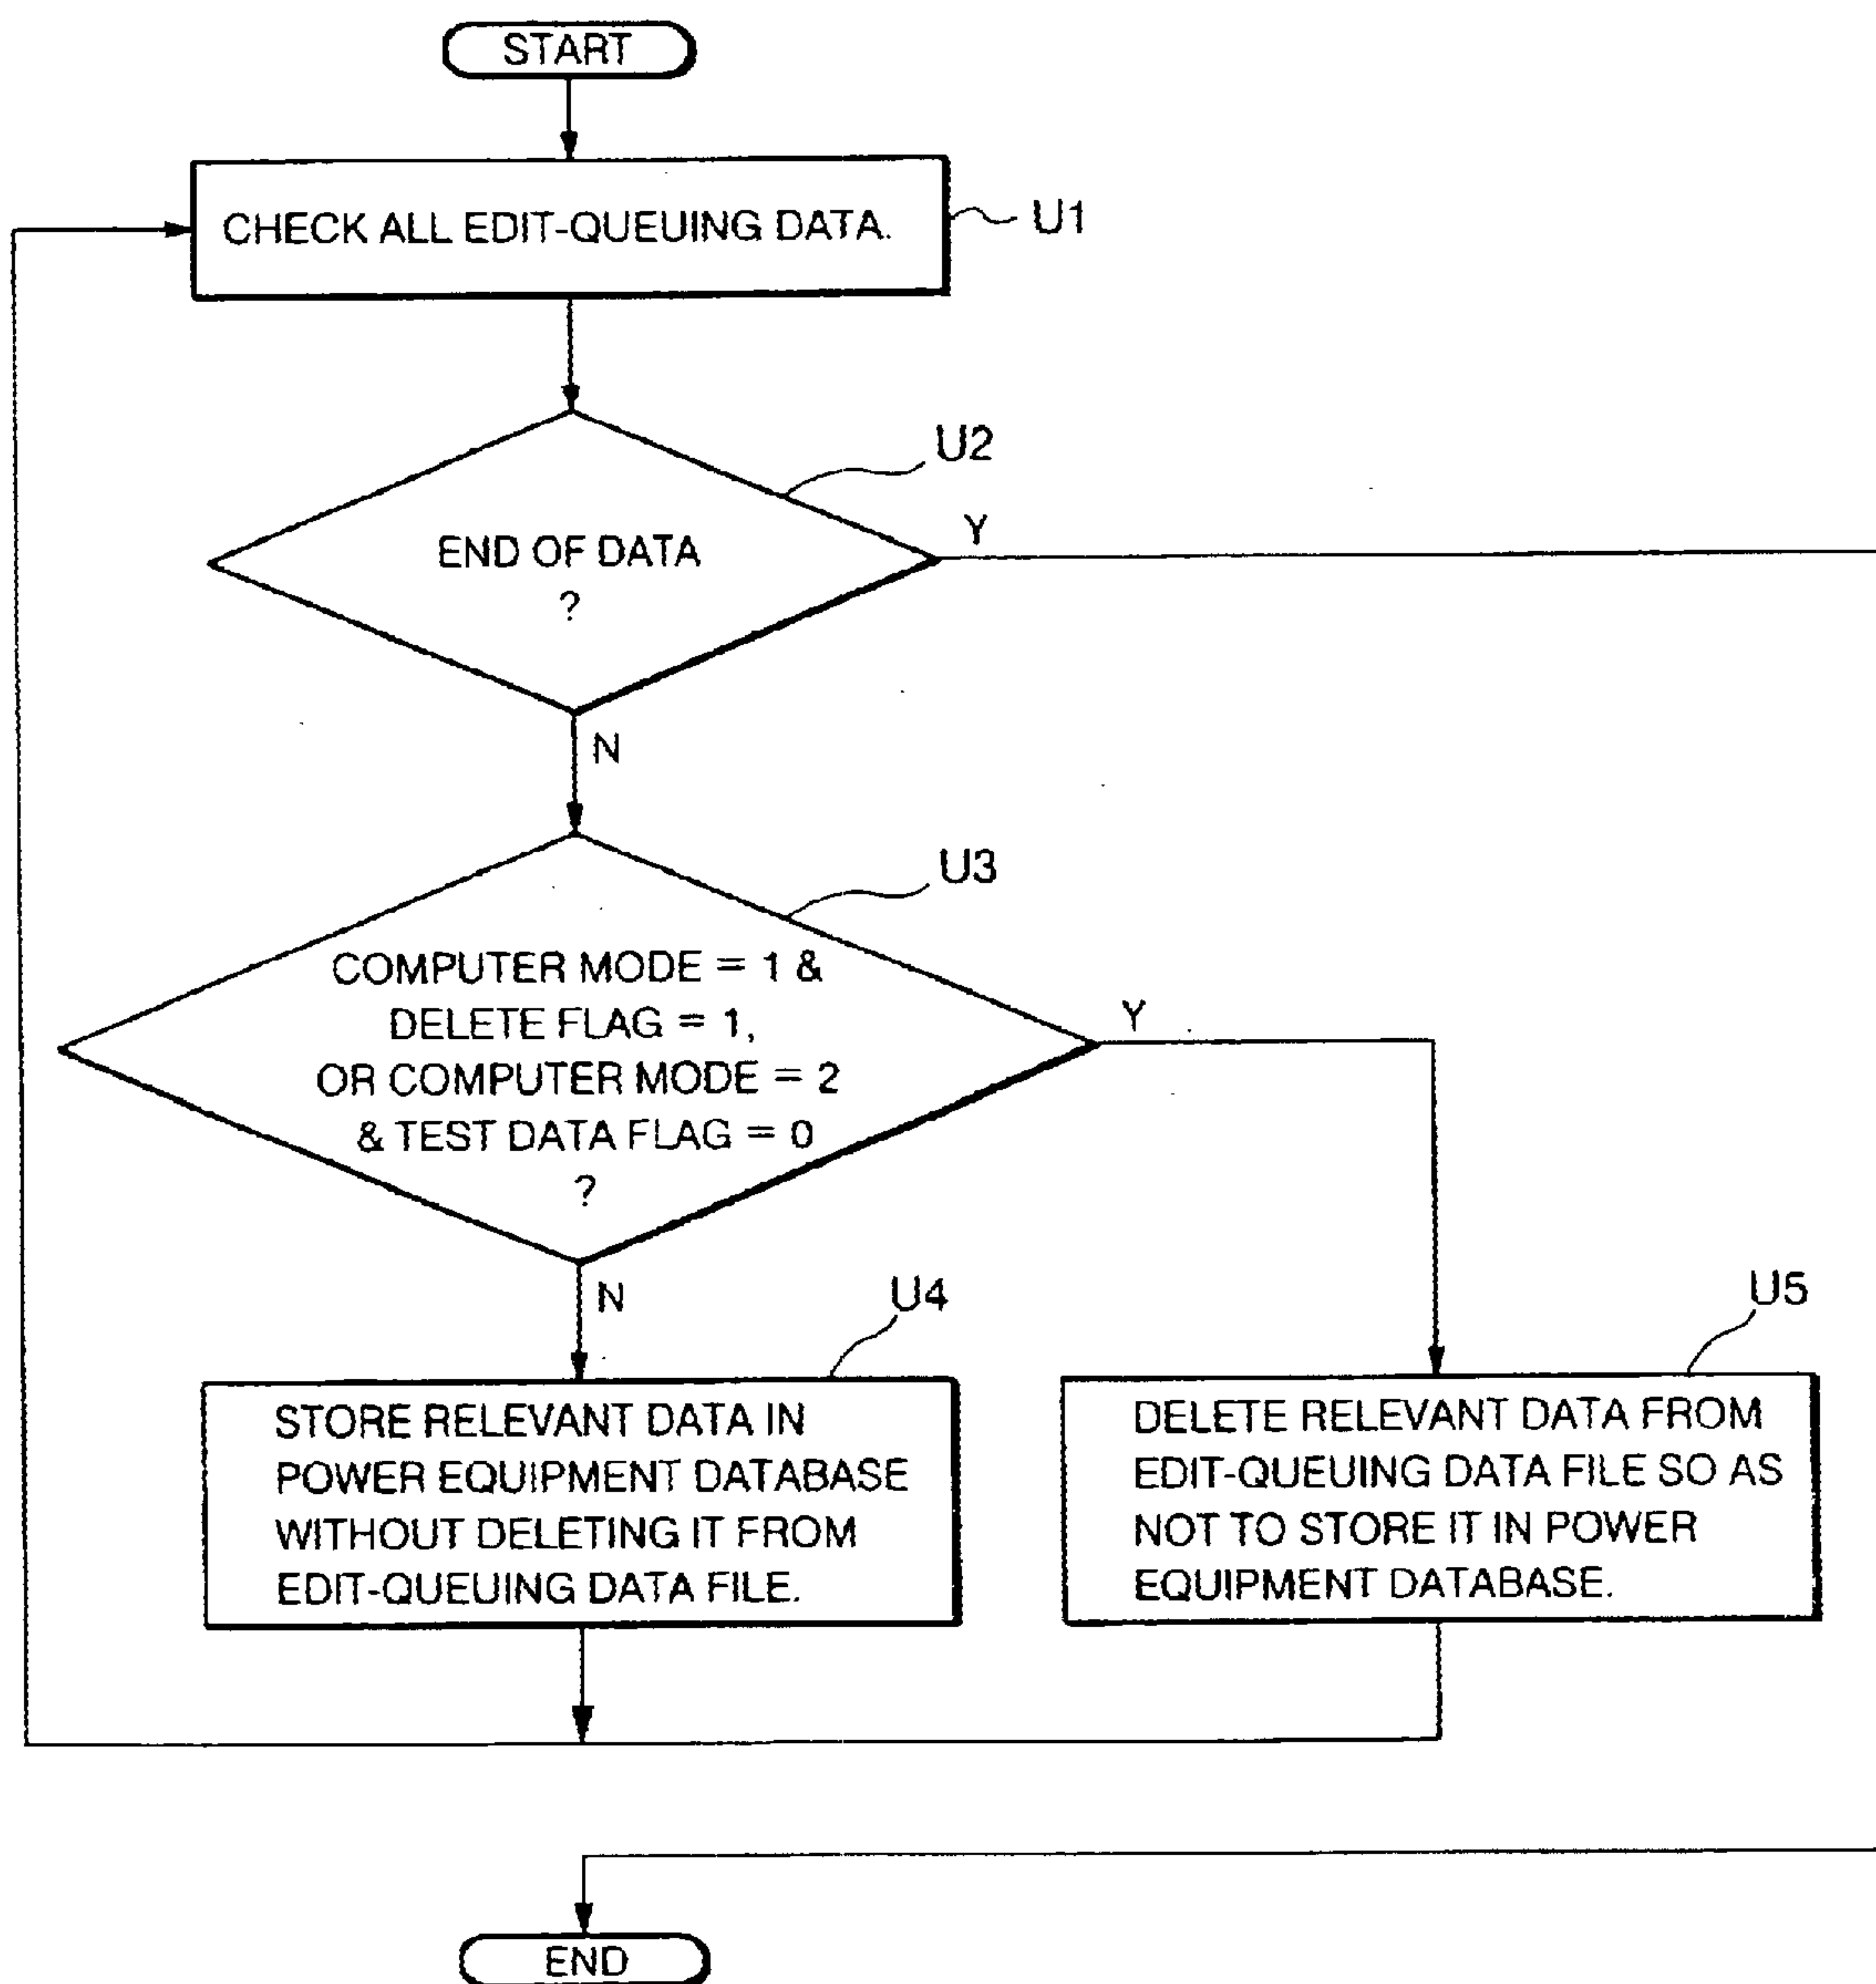 START
CHECK ALL EDIT-QUEUING DATA.
U1
U2
END OF DATA
?
Y
N
U3
COMPUTER MODE = 1 &
DELETE FLAG = 1,
OR COMPUTER MODE = 2
& TEST DATA FLAG = 0
?
Y
N
U4
STORE RELEVANT DATA IN
POWER EQUIPMENT DATABASE
WITHOUT DELETING IT FROM
EDIT-QUEUING DATA FILE.
U5
DELETE RELEVANT DATA FROM
EDIT-QUEUING DATA FILE SO AS
NOT TO STORE IT IN POWER
EQUIPMENT DATABASE.
END